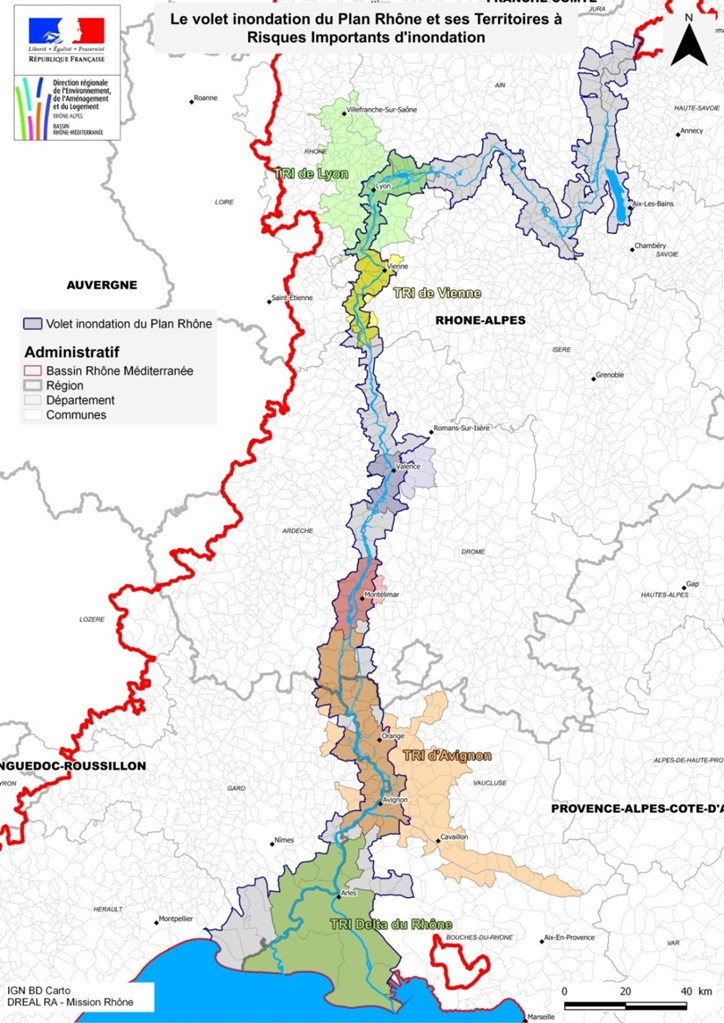 FRANCHE-COMTE
Le volet inondation du Plan Rhône et ses Territoires à
Risques Importants d'inondation
JURA
N
Liberté • Égalité • Fraternité
RÉPUBLIQUE FRANÇAISE
Direction régionale
de l'Environnement,
de l'Aménagement
et du Logement
RHÔNE-ALPES
BASSIN
RHÔNE-MÉDITERRANÉE
Roanne
Villefranche-Sur-Saône
AIN
HAUTE-SAVOIE
Annecy
RHONE
TRI de Lyon
Lyon
LOIRE
Aix-Les-Bains
Chambéry
SAVOIE
Vienne
AUVERGNE
TRI de Vienne
Saint-Étienne
RHONE-ALPES
Volet inondation du Plan Rhône
Administratif
Bassin Rhône Méditerranée
Région
Département
Communes
ISERE
Grenoble
Romans-Sur-Isère
Valence
ARDECHE
DROME
Montélimar
Gap
HAUTES-ALPES
LOZERE
Orange
TRI d'Avignon
NGUEDOC-ROUSSILLON
YRON
ALPES-DE-HAUTE-PRO
GARD
VAUCLUSE
Avignon
PROVENCE-ALPES-COTE-D'A
Cavaillon
Nîmes
Arles
HERAULT
Montpellier
TRI Delta du Rhône
BOUCHES-DU-RHONE
Aix-En-Provence
VAR
IGN BD Carto
DREAL RA - Mission Rhône
0 20 40 km
Marseille